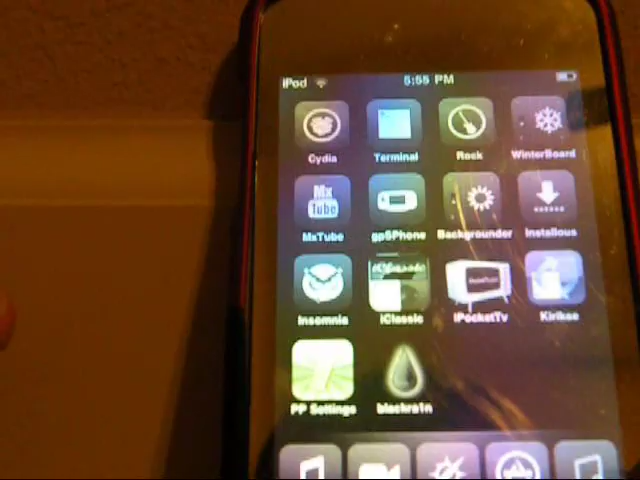 iPod 5:55 PM
Cydia Terminal Rock WinterBoard
Mx
Tube
MxTube gpSPhone Backgrounder Installous
iClassic
Insomnia iClassic iPocketTv Kirikae
PP Settings blackra1n